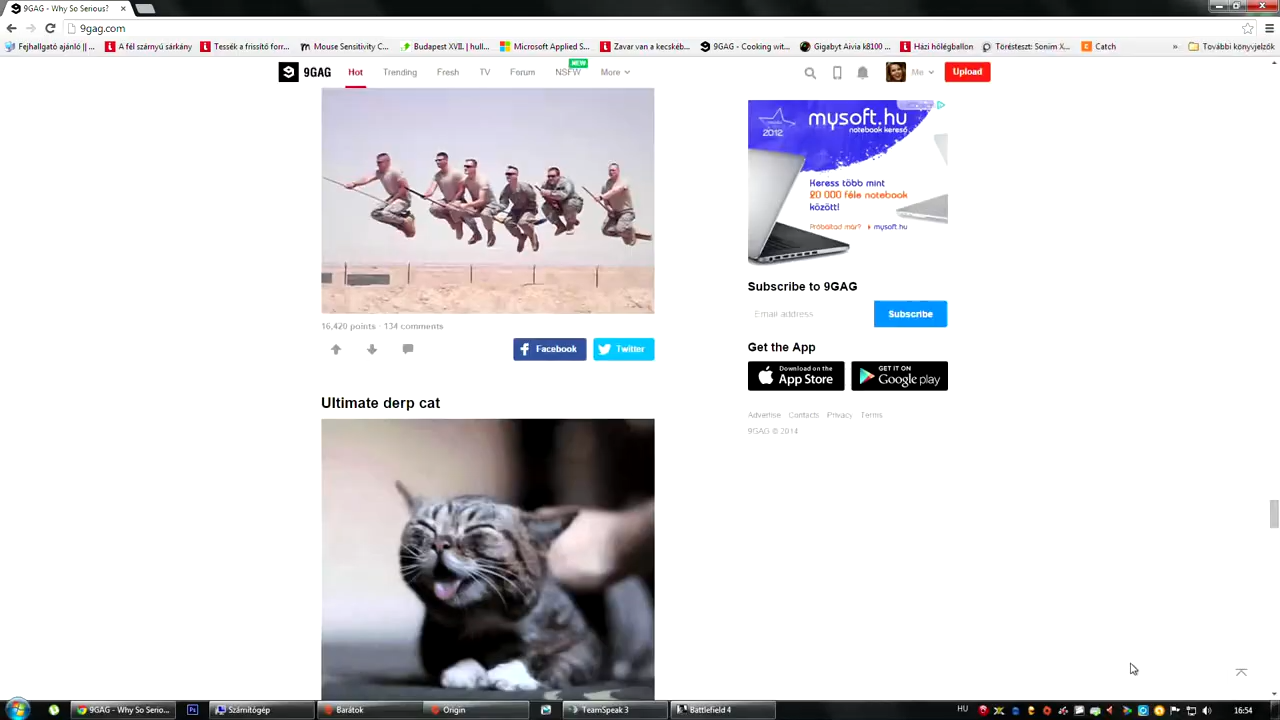 9GAG - Why So Serious?
9gag.com
Fejhallgató ajánló || ...
A fél szárnyú sárkány
Tessék a frissítő forr...
Mouse Sensitivity C...
Budapest XVII. | hull...
Microsoft Applied S...
Zavar van a kecskéb...
9GAG - Cooking wit...
Gigabyt Aivia k8100 ...
Házi hőlégballon
Törésteszt: Sonim X...
Catch
»
További könyvjelzők
9GAG
Hot
Trending
Fresh
TV
Forum
NSFW
NEW
More
Me
Upload
2012
mysoft.hu
notebook kereső
Keress több mint
20 000 féle notebook
között!
Próbáltad már?
mysoft.hu
16,420 points · 134 comments
Facebook
Twitter
Subscribe to 9GAG
Email address
Subscribe
Get the App
Download on the
App Store
GET IT ON
Google play
Advertise Contacts Privacy Terms
9GAG © 2014
Ultimate derp cat
9GAG - Why So Serio...
Ps
Számítógép
Barátok
Origin
TeamSpeak 3
Battlefield 4
HU
16:54